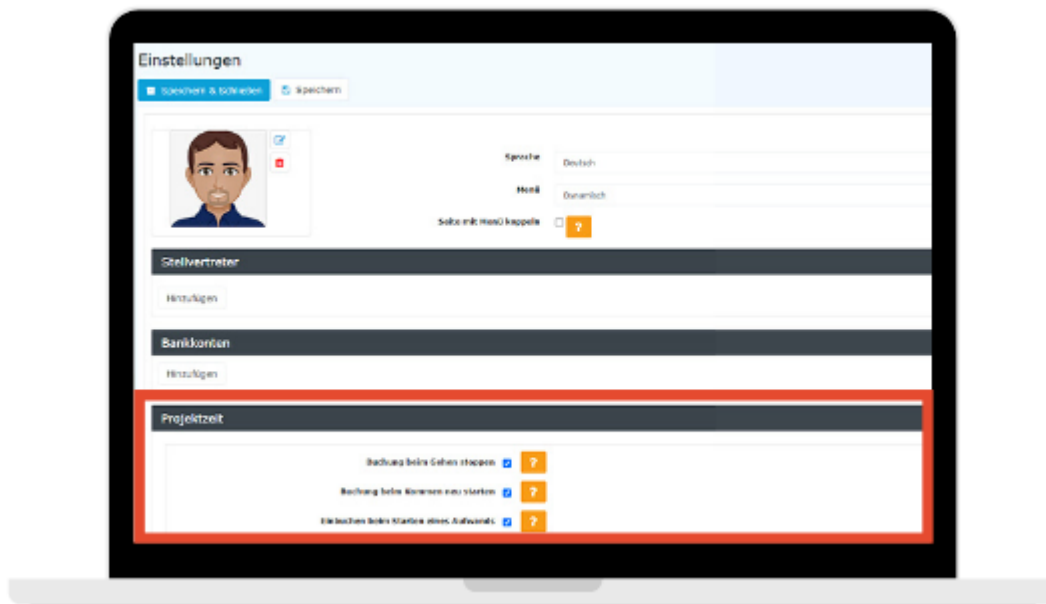 Einstellungen
Speichern & Schließen
Speichern
Sprache
Deutsch
Menü
Dynamisch
Seite mit Menü koppeln
?
Stellvertreter
Hinzufügen
Bankkonten
Hinzufügen
Projektzeit
Buchung beim Gehen stoppen
?
Buchung beim Kommen neu starten
?
Einbuchen beim Starten eines Aufwands
?